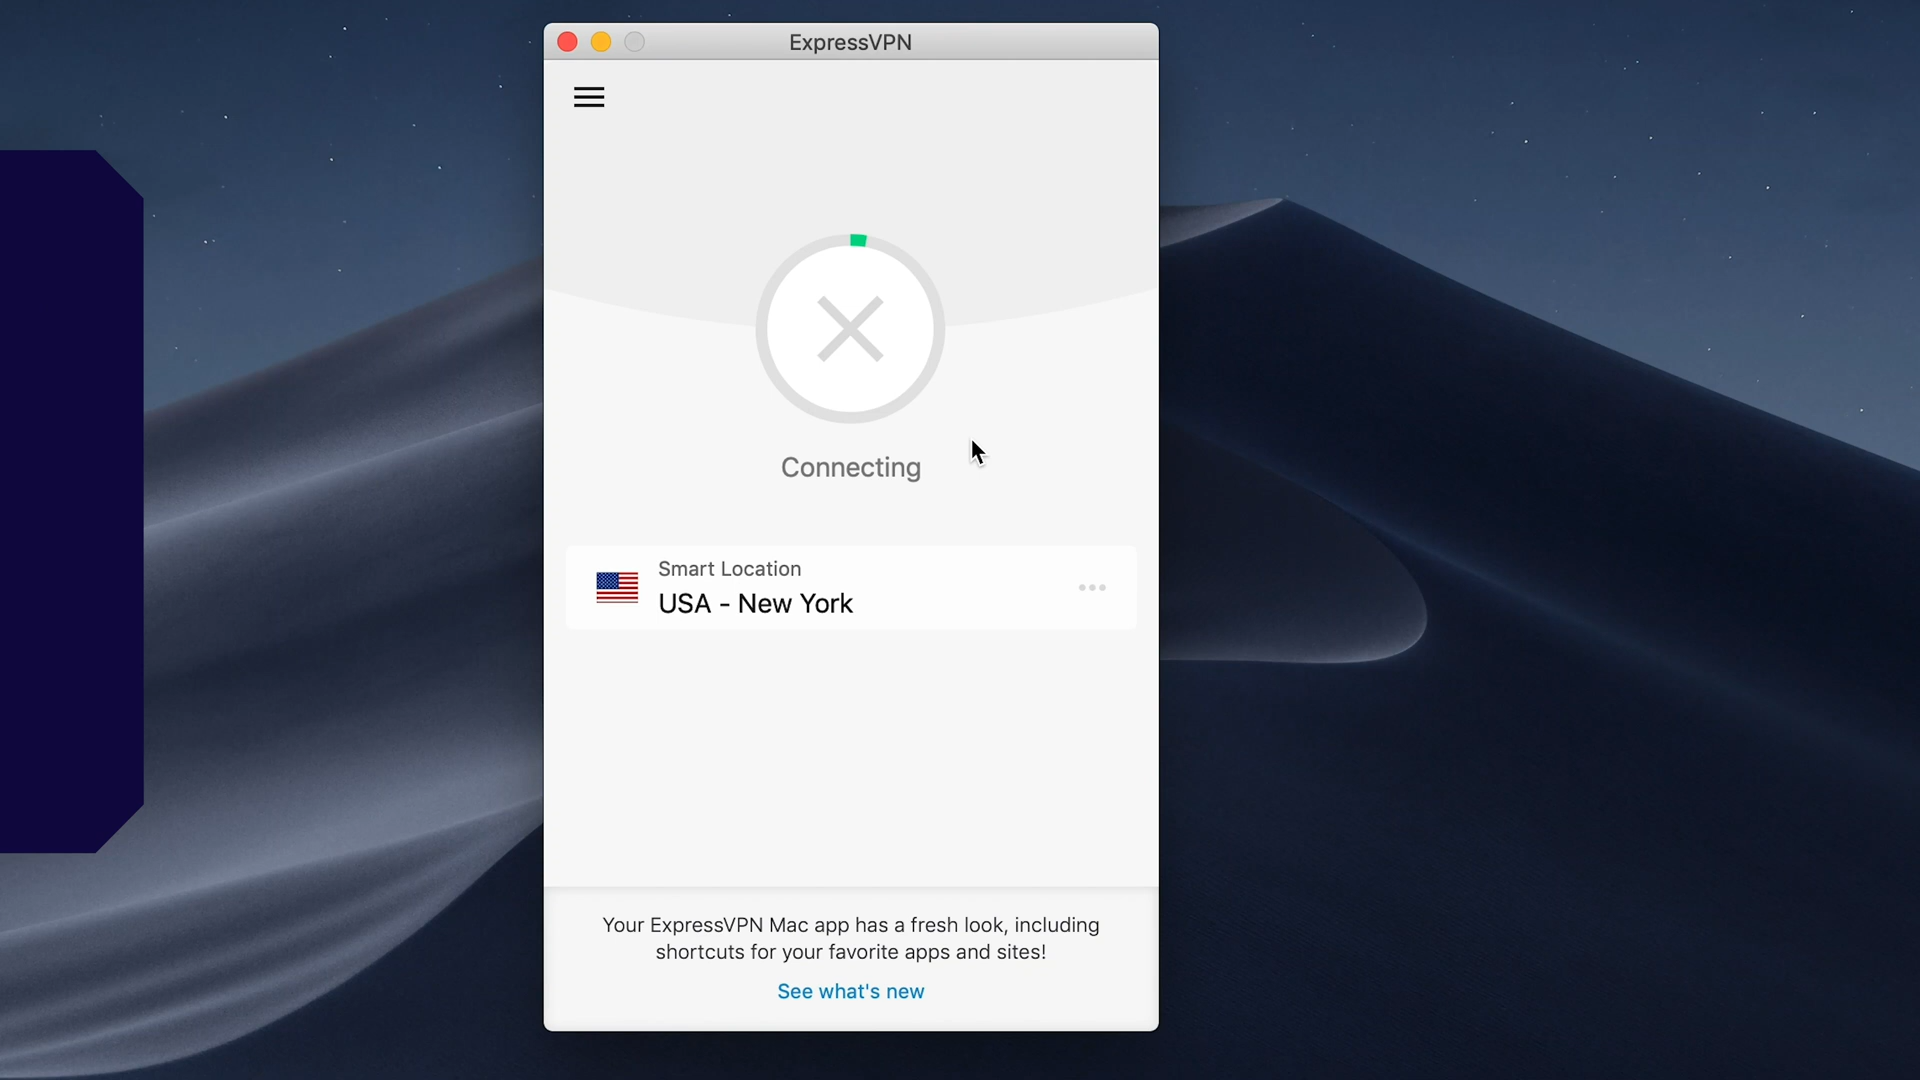 ExpressVPN
Connecting
Smart Location
USA - New York
Your ExpressVPN Mac app has a fresh look, including
shortcuts for your favorite apps and sites!
See what's new